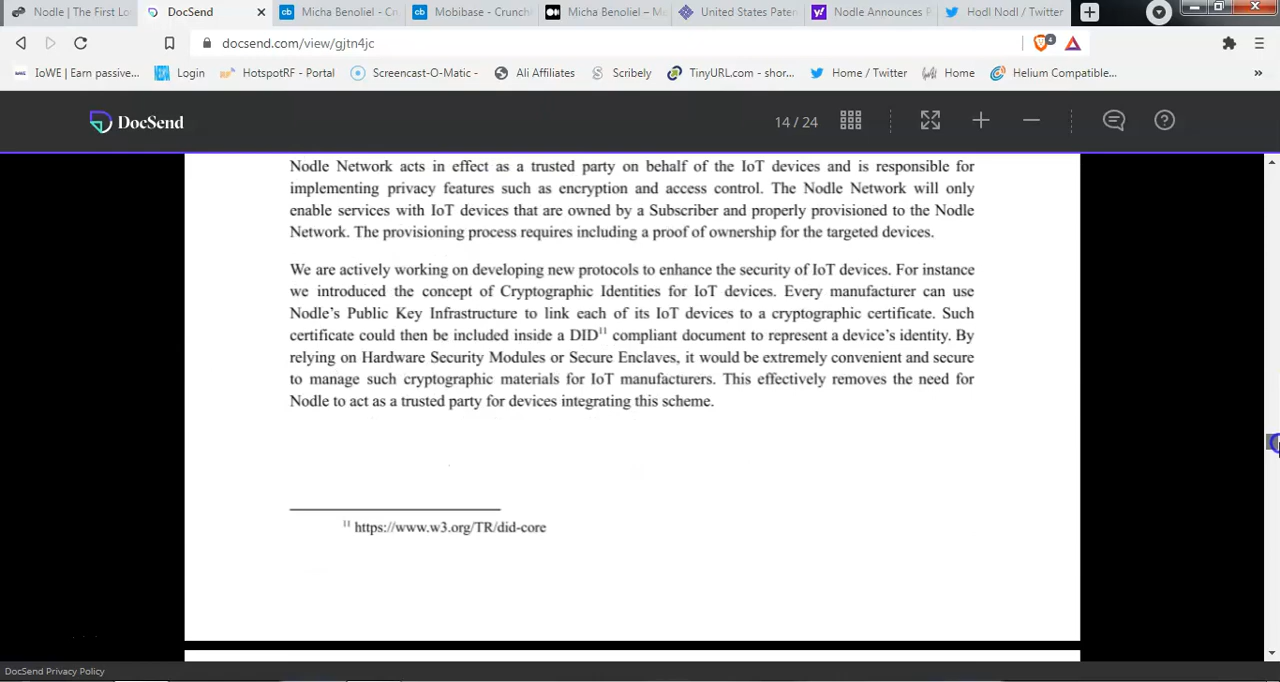 Nodle | The First Lo
DocSend
Micha Benoliel - Cr
Mobibase - Crunch
Micha Benoliel – M
United States Pate
Nodle Announces P
Hodl Nodl / Twitter
docsend.com/view/gjtn4jc
4
IoWE | Earn passive...
Login
HotspotRF - Portal
Screencast-O-Matic -
Ali Affiliates
Scribely
TinyURL.com - shor...
Home / Twitter
Home
Helium Compatible...
»
DocSend
14 / 24
Nodle Network acts in effect as a trusted party on behalf of the IoT devices and is responsible for
implementing privacy features such as encryption and access control. The Nodle Network will only
enable services with IoT devices that are owned by a Subscriber and properly provisioned to the Nodle
Network. The provisioning process requires including a proof of ownership for the targeted devices.
We are actively working on developing new protocols to enhance the security of IoT devices. For instance
we introduced the concept of Cryptographic Identities for IoT devices. Every manufacturer can use
Nodle's Public Key Infrastructure to link each of its IoT devices to a cryptographic certificate. Such
certificate could then be included inside a DID¹¹ compliant document to represent a device's identity. By
relying on Hardware Security Modules or Secure Enclaves, it would be extremely convenient and secure
to manage such cryptographic materials for IoT manufacturers. This effectively removes the need for
Nodle to act as a trusted party for devices integrating this scheme.
¹¹ https://www.w3.org/TR/did-core
DocSend Privacy Policy